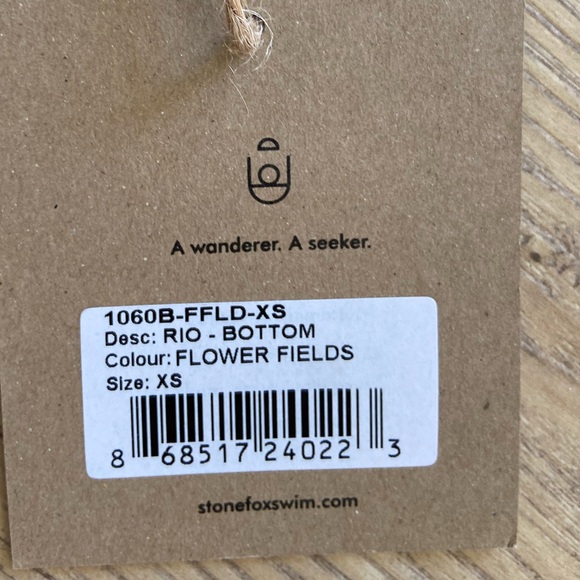 A wanderer. A seeker.
1060B-FFLD-XS
Desc: RIO - BOTTOM
Colour: FLOWER FIELDS
Size: XS
8 68517 24022 3
stonefoxswim.com